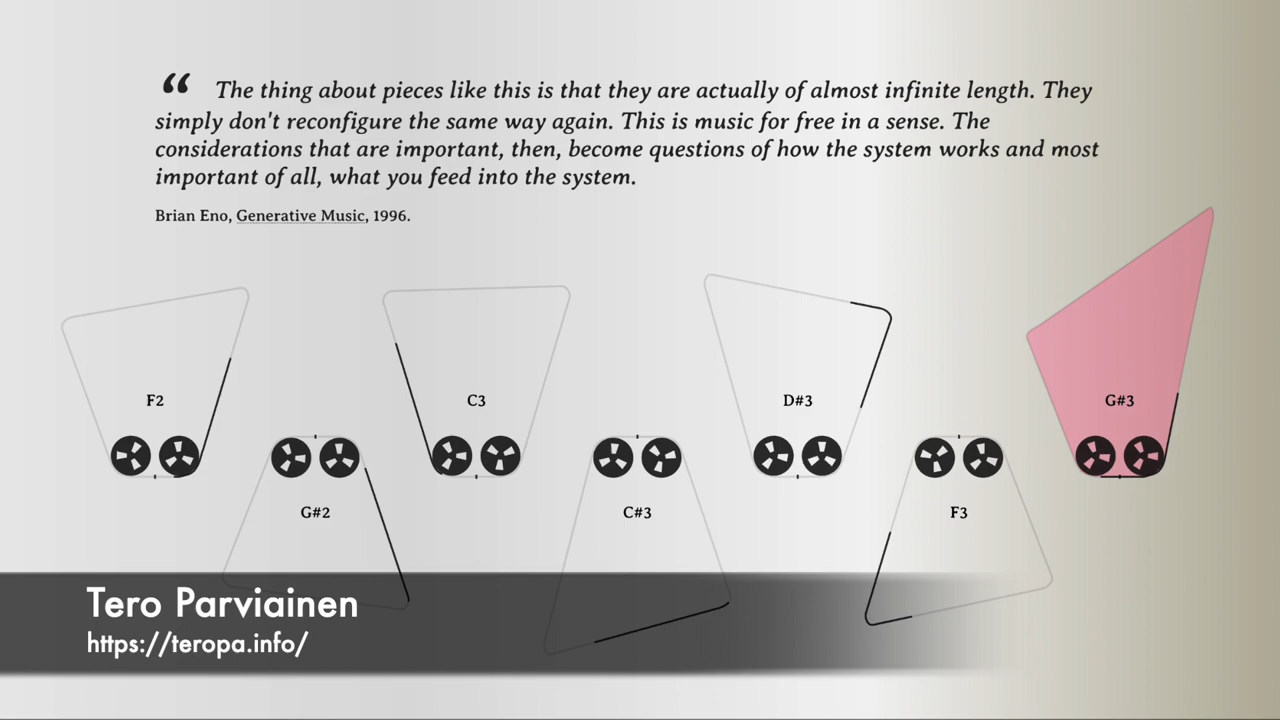 “ The thing about pieces like this is that they are actually of almost infinite length. They
simply don't reconfigure the same way again. This is music for free in a sense. The
considerations that are important, then, become questions of how the system works and most
important of all, what you feed into the system.
Brian Eno, Generative Music, 1996.
F2
C3
D#3
G#3
G#2
C#3
F3
Tero Parviainen
https://teropa.info/